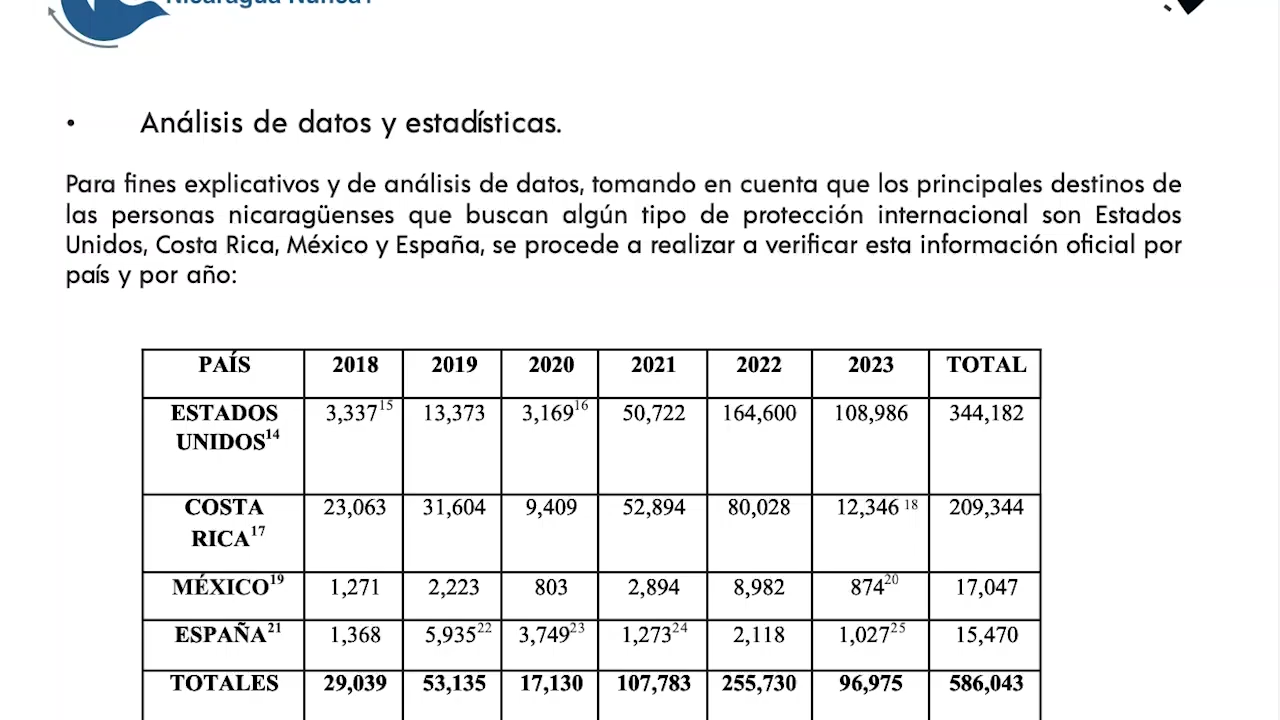 Nicaragua Nunca+
• Análisis de datos y estadísticas.
Para fines explicativos y de análisis de datos, tomando en cuenta que los principales destinos de
las personas nicaragüenses que buscan algún tipo de protección internacional son Estados
Unidos, Costa Rica, México y España, se procede a realizar a verificar esta información oficial por
país y por año:
PAÍS 2018 2019 2020 2021 2022 2023 TOTAL
ESTADOS UNIDOS14 3,33715 13,373 3,16916 50,722 164,600 108,986 344,182
COSTA RICA17 23,063 31,604 9,409 52,894 80,028 12,346 18 209,344
MÉXICO19 1,271 2,223 803 2,894 8,982 87420 17,047
ESPAÑA21 1,368 5,93522 3,74923 1,27324 2,118 1,02725 15,470
TOTALES 29,039 53,135 17,130 107,783 255,730 96,975 586,043